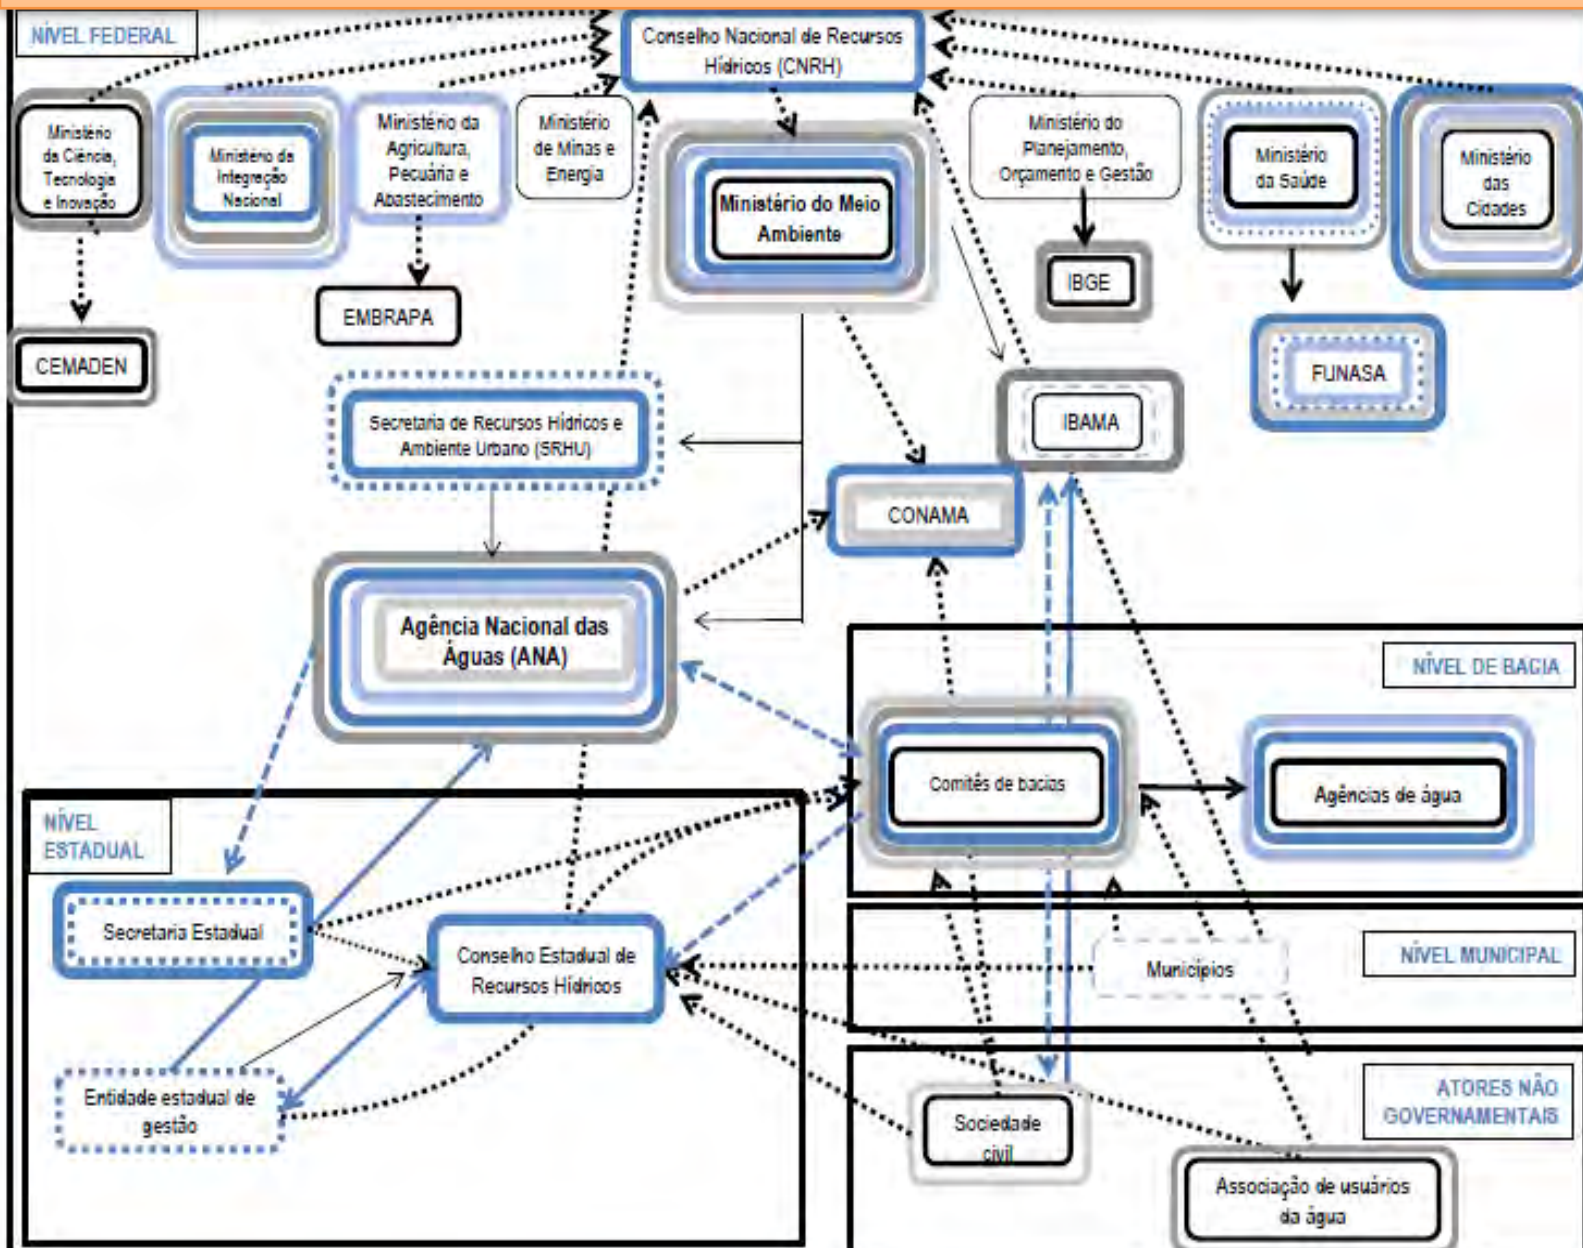 NÍVEL FEDERAL
Conselho Nacional de Recursos
Hídricos (CNRH)
Ministério
da Ciência,
Tecnologia
e Inovação
Ministério da
Integração
Nacional
Ministério da
Agricultura,
Pecuária e
Abastecimento
Ministério
de Minas e
Energia
Ministério do Meio
Ambiente
Ministério do
Planejamento,
Orçamento e Gestão
Ministério
da Saúde
Ministério
das
Cidades
CEMADEN
EMBRAPA
IBGE
FUNASA
Secretaria de Recursos Hídricos e
Ambiente Urbano (SRHU)
IBAMA
CONAMA
Agência Nacional das
Águas (ANA)
NÍVEL DE BACIA
Comitês de bacias
Agências de água
NÍVEL
ESTADUAL
Secretaria Estadual
Conselho Estadual de
Recursos Hídricos
Entidade estadual de
gestão
NÍVEL MUNICIPAL
Municípios
ATORES NÃO
GOVERNAMENTAIS
Sociedade
civil
Associação de usuários
da água